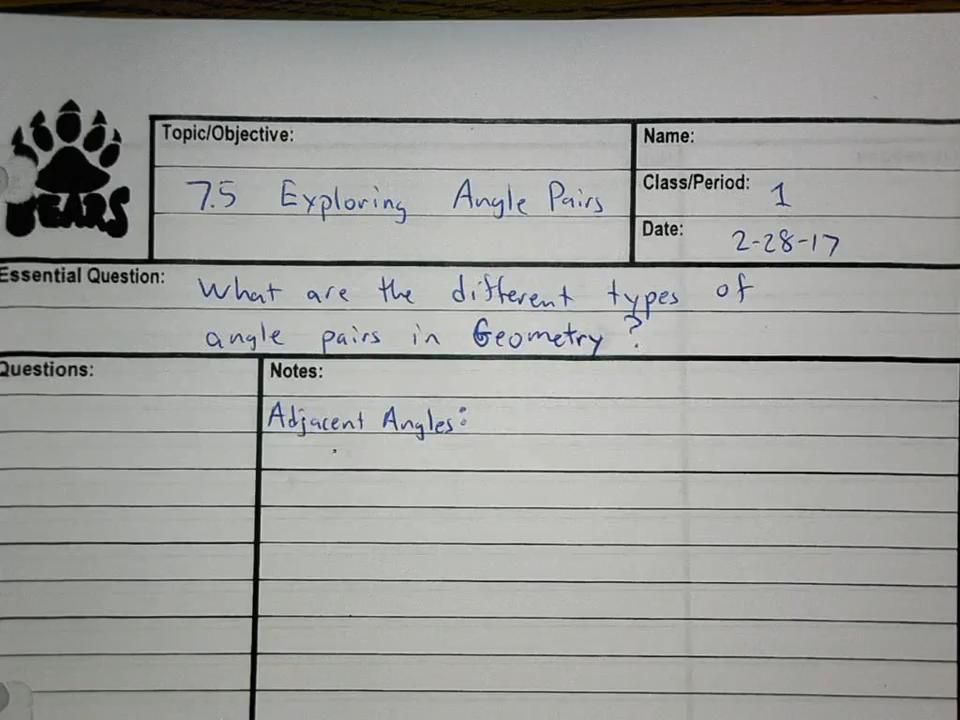 Topic/Objective:
7.5 Exploring Angle Pairs
Name:
Class/Period: 1
Date: 2-28-17
BEARS
Essential Question: What are the different types of
angle pairs in Geometry?
Questions:
Notes:
Adjacent Angles: